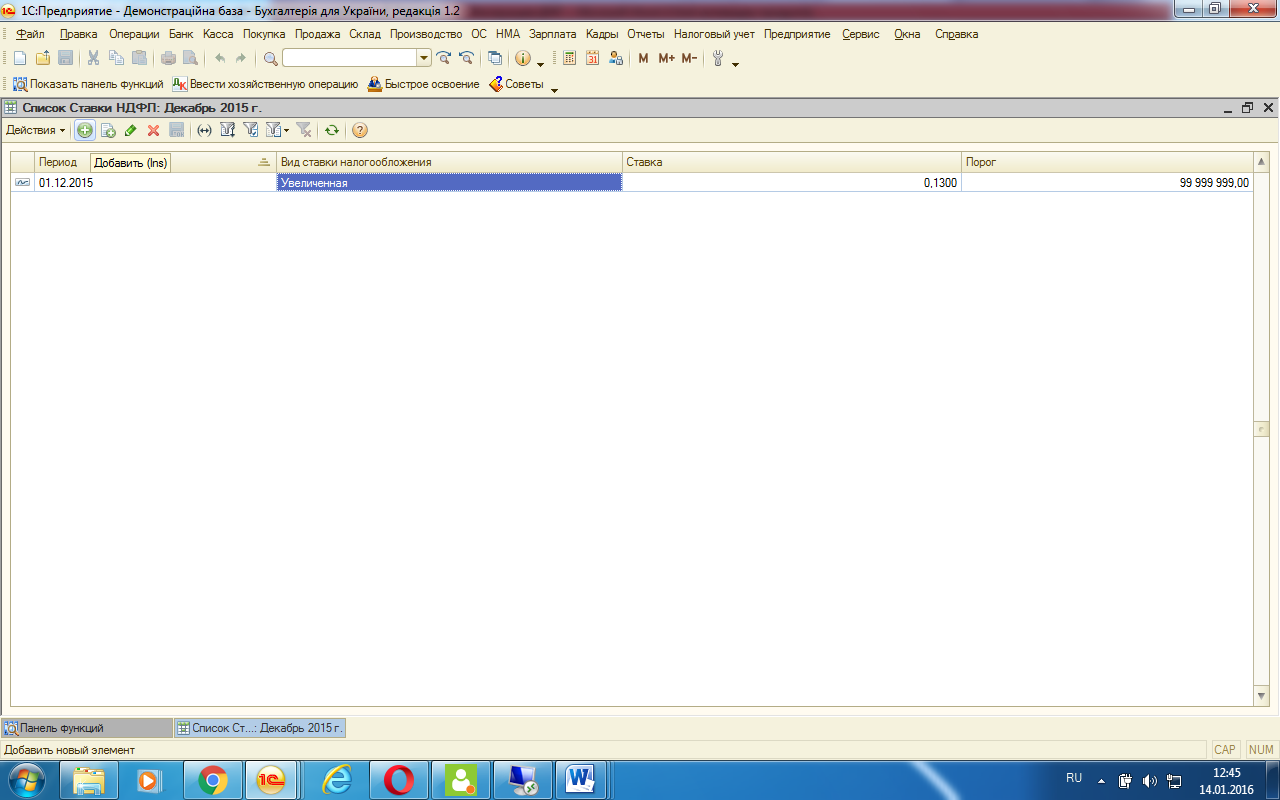 1С:Предприятие - Демонстраційна база - Бухгалтерія для України, редакція 1.2
Файл Правка Операции Банк Касса Покупка Продажа Склад Производство ОС НМА Зарплата Кадры Отчеты Налоговый учет Предприятие Сервис Окна Справка
M M+ M-
Показать панель функций Ввести хозяйственную операцию Быстрое освоение Советы
Список Ставки НДФЛ: Декабрь 2015 г.
Действия
Период Добавить (Ins) Вид ставки налогообложения Ставка Порог
01.12.2015 Увеличенная 0,1300 99 999 999,00
Панель функций Список Ст...: Декабрь 2015 г.
Добавить новый элемент CAP NUM
RU 12:45
14.01.2016